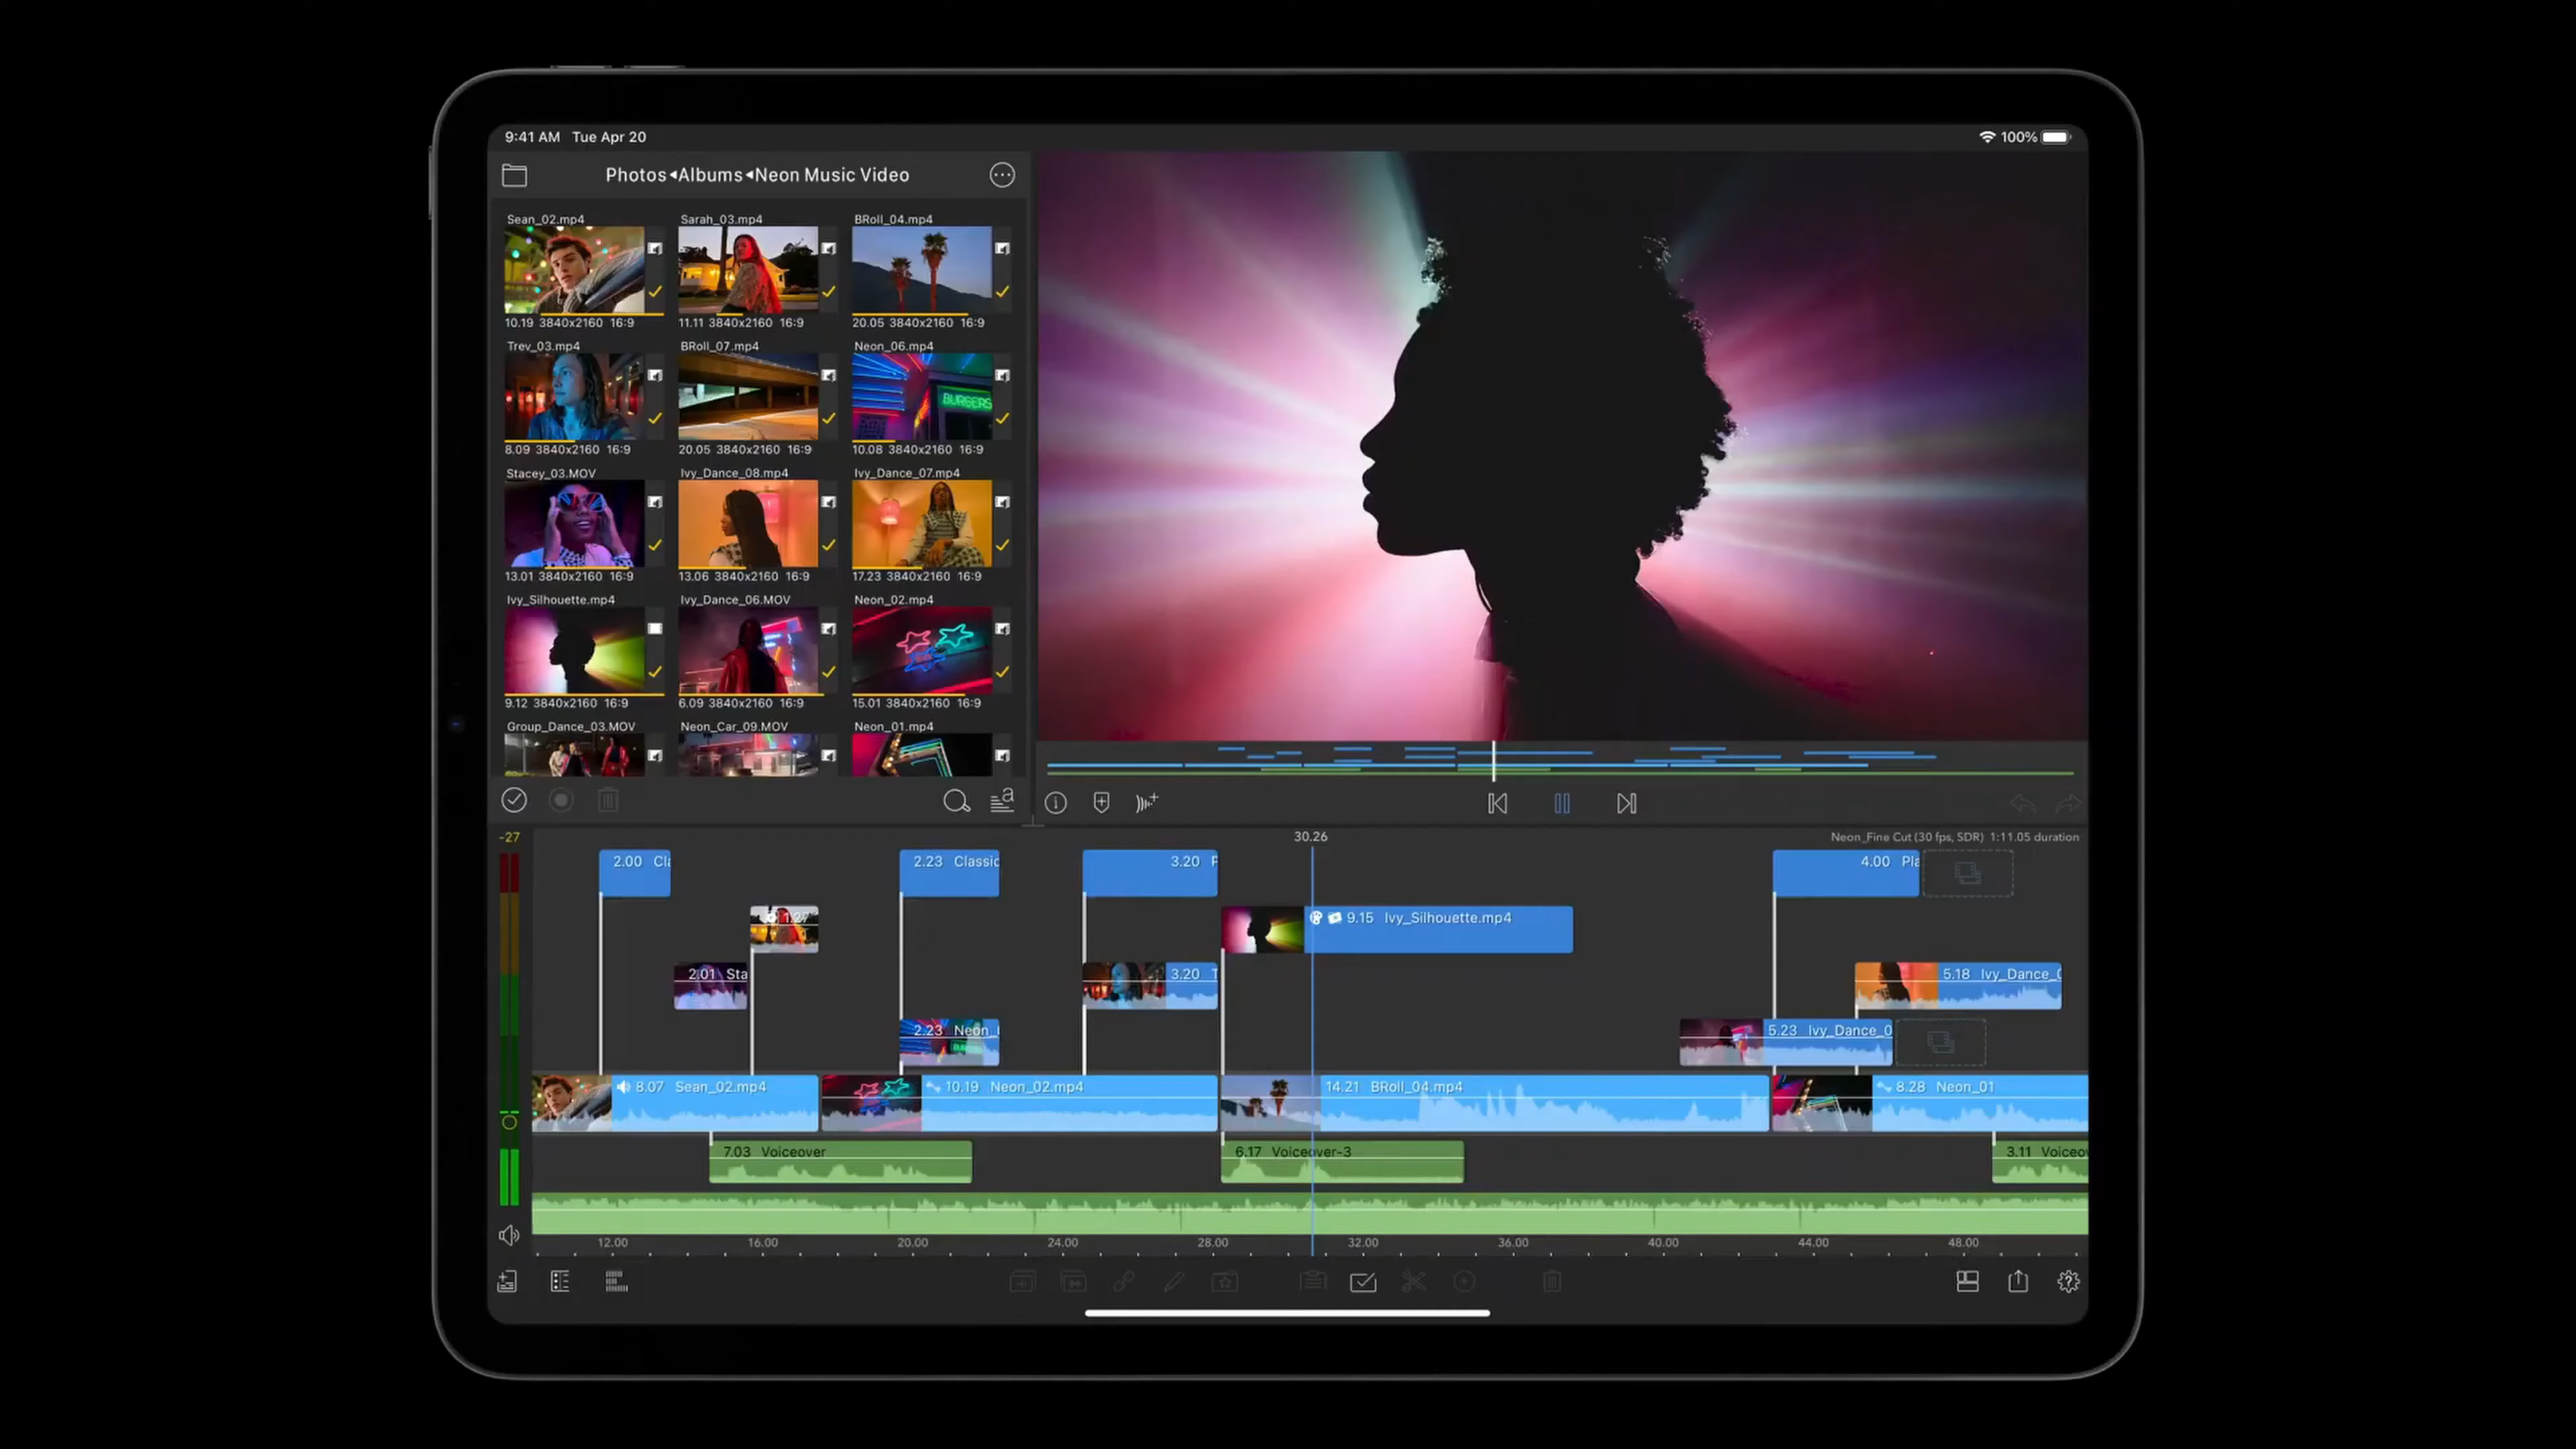 9:41 AM Tue Apr 20
100%
Photos◂Albums◂Neon Music Video
Sean_02.mp4 Sarah_03.mp4 BRoll_04.mp4
10.19 3840x2160 16:9 11.11 3840x2160 16:9 20.05 3840x2160 16:9
Trev_03.mp4 BRoll_07.mp4 Neon_06.mp4
BURGERS
8.09 3840x2160 16:9 20.05 3840x2160 16:9 10.08 3840x2160 16:9
Stacey_03.MOV Ivy_Dance_08.mp4 Ivy_Dance_07.mp4
13.01 3840x2160 16:9 13.06 3840x2160 16:9 17.23 3840x2160 16:9
Ivy_Silhouette.mp4 Ivy_Dance_06.MOV Neon_02.mp4
9.12 3840x2160 16:9 6.09 3840x2160 16:9 15.01 3840x2160 16:9
Group_Dance_03.MOV Neon_Car_09.MOV Neon_01.mp4
-27
30.26
Neon_Fine Cut (30 fps, SDR) 1:11.05 duration
2.00 Cla
2.23 Classic
3.20 P
4.00 Pla
1.27
9.15 Ivy_Silhouette.mp4
2.01 Sta
3.20 T
5.18 Ivy_Dance_0
2.23 Neon_0
5.23 Ivy_Dance_0
8.07 Sean_02.mp4
10.19 Neon_02.mp4
14.21 BRoll_04.mp4
8.28 Neon_01
7.03 Voiceover
6.17 Voiceover-3
3.11 Voiceov
12.00 16.00 20.00 24.00 28.00 32.00 36.00 40.00 44.00 48.00